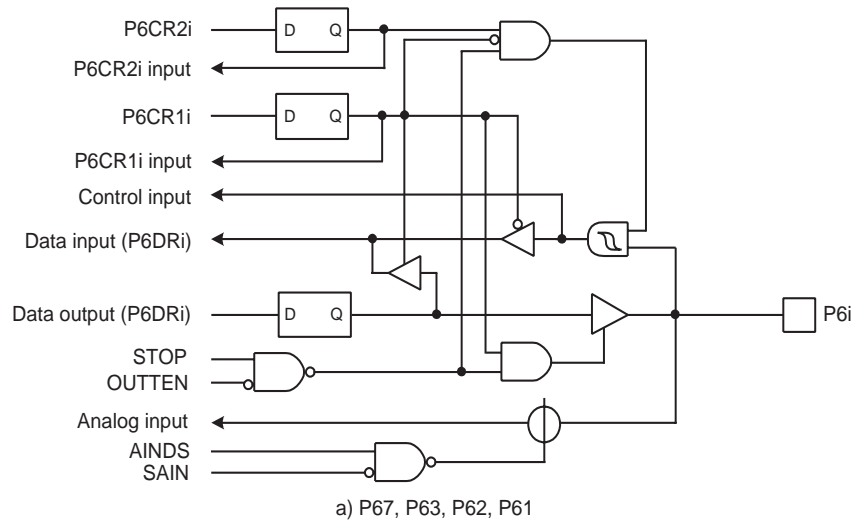 P6CR2i
D Q
P6CR2i input
P6CR1i
D Q
P6CR1i input
Control input
Data input (P6DRi)
Data output (P6DRi)
D Q
P6i
STOP
OUTTEN
Analog input
AINDS
SAIN
a) P67, P63, P62, P61